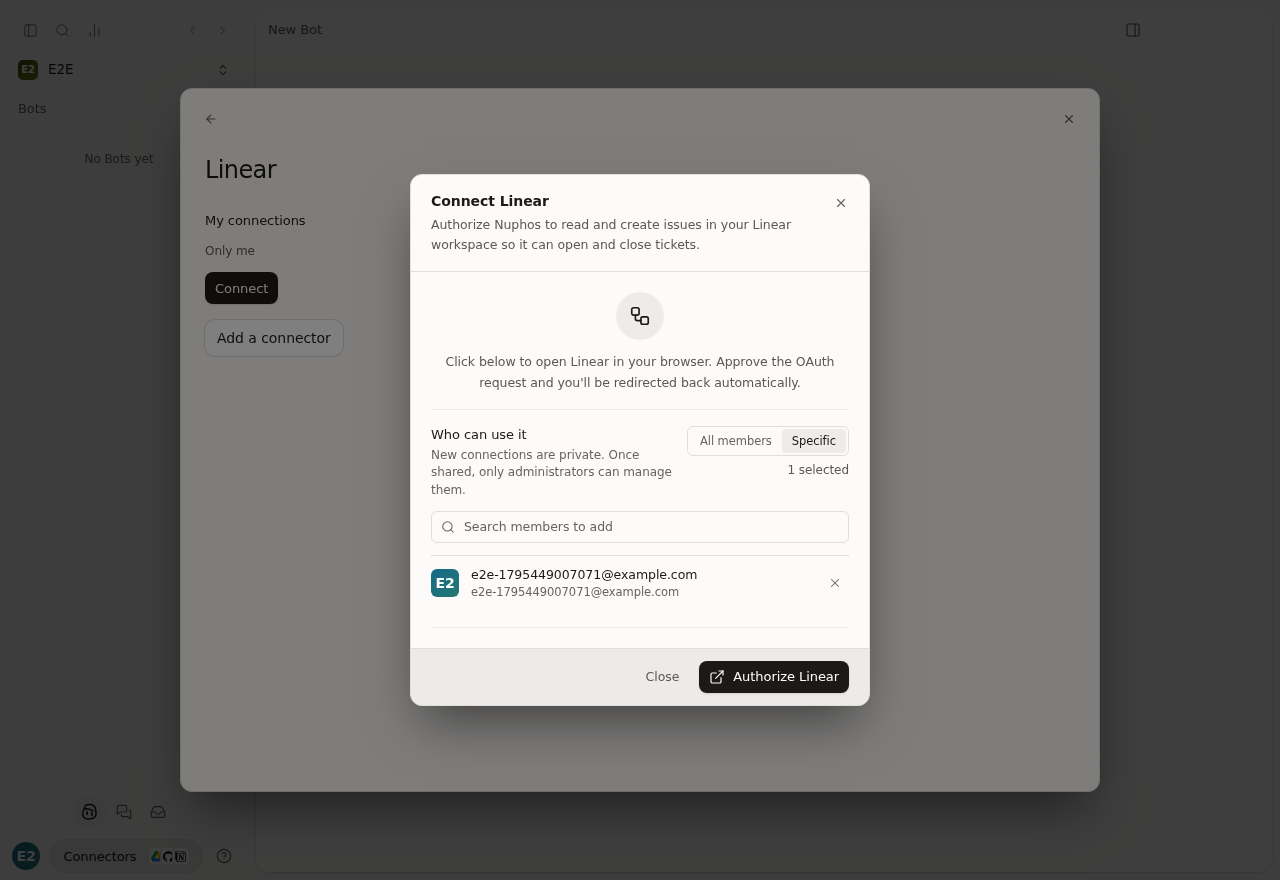 New Bot
E2 E2E
Bots
No Bots yet
Linear
My connections
Only me
Connect
Add a connector
Connect Linear
Authorize Nuphos to read and create issues in your Linear
workspace so it can open and close tickets.
Click below to open Linear in your browser. Approve the OAuth
request and you'll be redirected back automatically.
Who can use it
All members Specific
1 selected
New connections are private. Once
shared, only administrators can manage
them.
Search members to add
E2
e2e-1795449007071@example.com
e2e-1795449007071@example.com
Close Authorize Linear
E2 Connectors